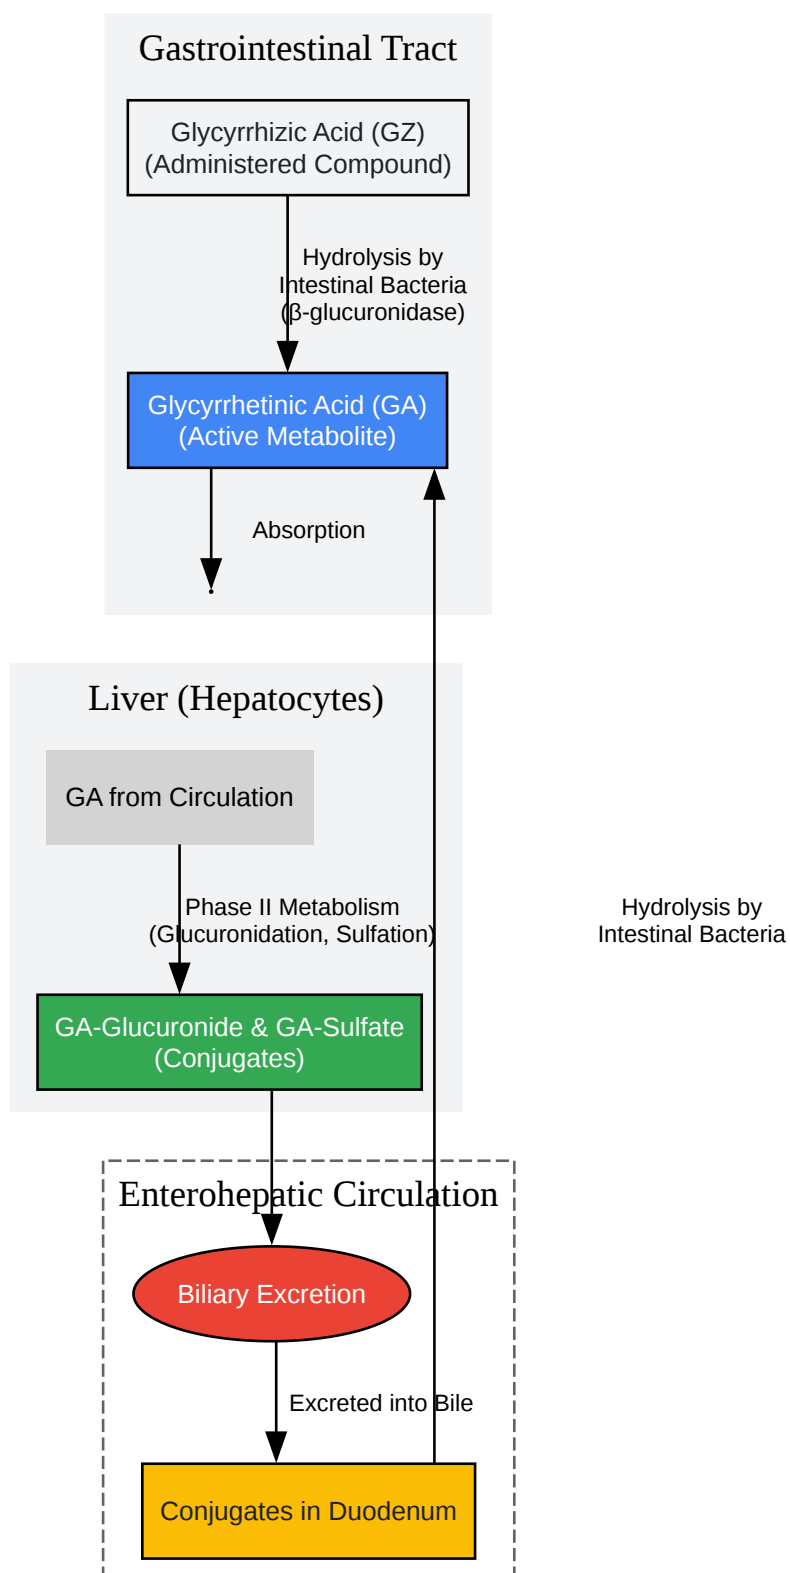 Gastrointestinal Tract
Glycyrrhizic Acid (GZ)
(Administered Compound)
Hydrolysis by
Intestinal Bacteria
(β-glucuronidase)
Glycyrrhetinic Acid (GA)
(Active Metabolite)
Absorption
Liver (Hepatocytes)
GA from Circulation
Phase II Metabolism
(Glucuronidation, Sulfation)
Hydrolysis by
Intestinal Bacteria
GA-Glucuronide & GA-Sulfate
(Conjugates)
Enterohepatic Circulation
Biliary Excretion
Excreted into Bile
Conjugates in Duodenum